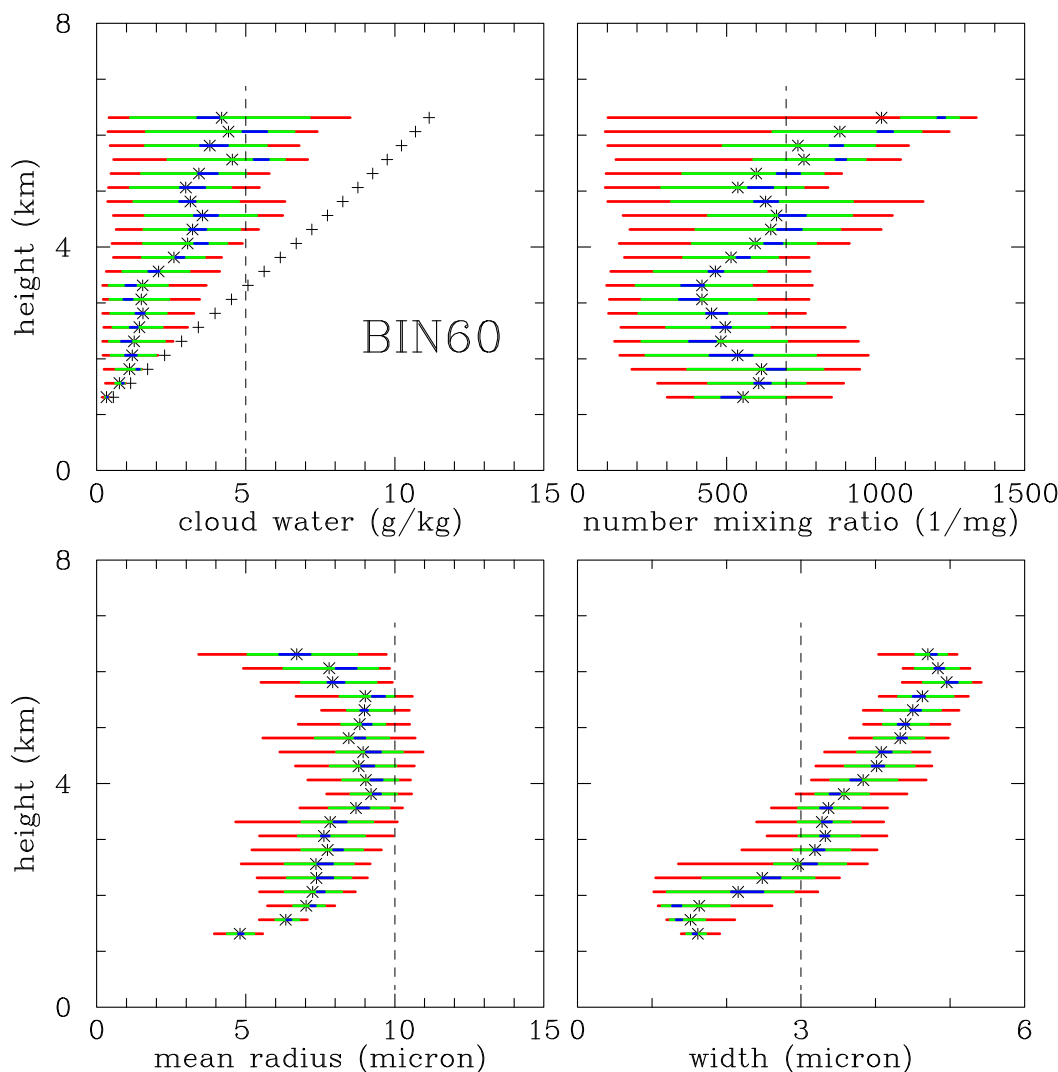 8
height (km)
4
BIN60
0
0 5 10 15
cloud water (g/kg)
0 500 1000 1500
number mixing ratio (1/mg)
8
height (km)
4
0
0 5 10 15
mean radius (micron)
0 3 6
width (micron)